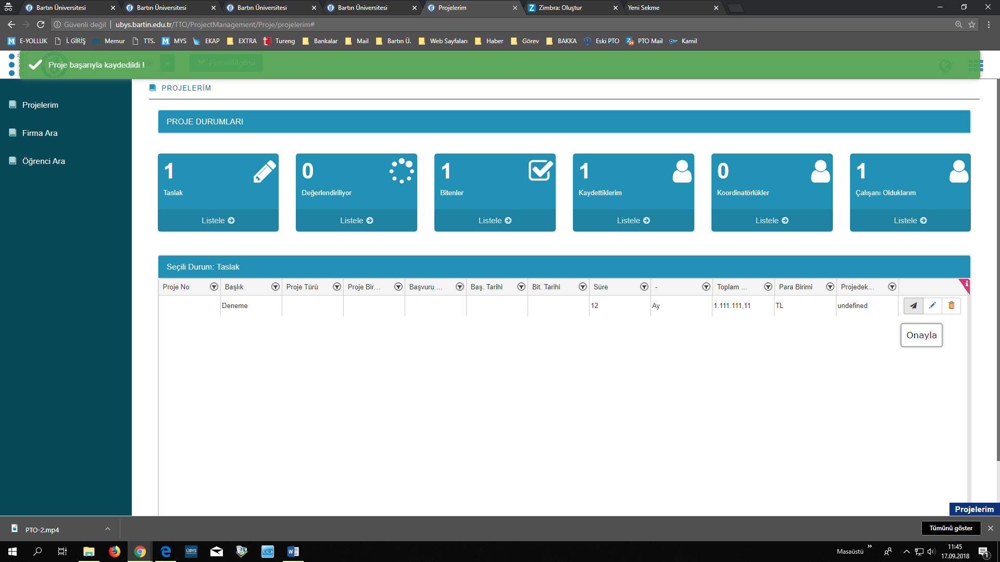 Bartın Üniversitesi
Bartın Üniversitesi
Bartın Üniversitesi
Bartın Üniversitesi
Projelerim
Zimbra: Oluştur
Yeni Sekme
Güvenli değil
ubys.bartin.edu.tr/TTO/ProjectManagement/Proje/projelerim#
E-YOLLUK
İ. GİRİŞ
Memur
TTS.
MYS
EKAP
EXTRA
Tureng
Bankalar
Mail
Bartın Ü.
Web Sayfaları
Haber
Görev
BAKKA
Eski PTO
PTO Mail
Kamil
Proje başarıyla kaydedildi !
FirmaBilgileri
Projelerim
Firma Ara
Öğrenci Ara
PROJELERİM
PROJE DURUMLARI
1
Taslak
Listele
0
Değerlendiriliyor
Listele
1
Bitenler
Listele
1
Kaydettiklerim
Listele
0
Koordinatörlükler
Listele
1
Çalışanı Olduklarım
Listele
Seçili Durum: Taslak
Proje No Başlık Proje Türü Proje Bir... Başvuru ... Baş. Tarihi Bit. Tarihi Süre - Toplam ... Para Birimi Projedek...
Deneme 12 Ay 1.111.111,11 TL undefined
Onayla
Projelerim
PTO-2.mp4
Tümünü göster
ÜBYS
Masaüstü
11:45
17.09.2018
1